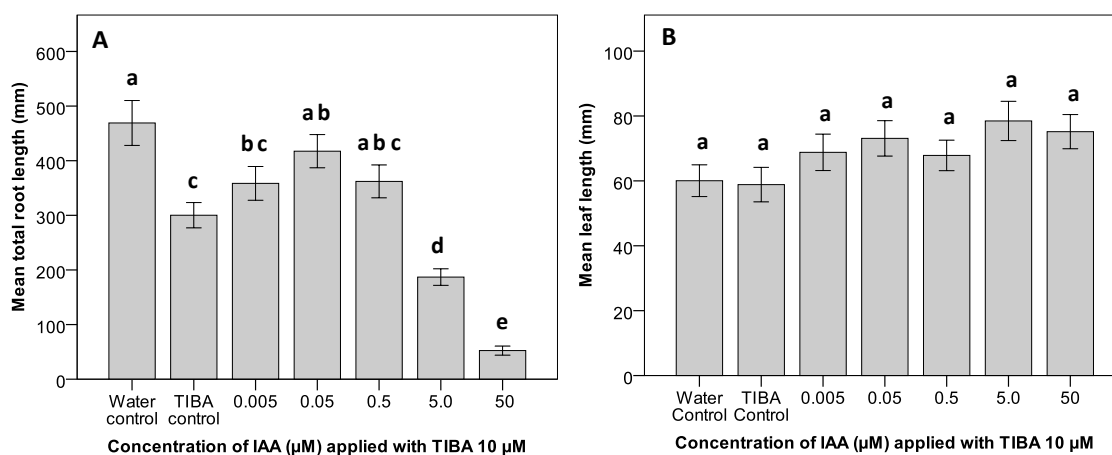 A
Mean total root length (mm)
600
500
400
300
200
100
0
a
c
b c
a b
a b c
d
e
Water control
TIBA control
0.005
0.05
0.5
5.0
50
Concentration of IAA (µM) applied with TIBA 10 µM
B
Mean leaf length (mm)
100
80
60
40
20
0
a
a
a
a
a
a
a
Water Control
TIBA Control
0.005
0.05
0.5
5.0
50
Concentration of IAA (µM) applied with TIBA 10 µM